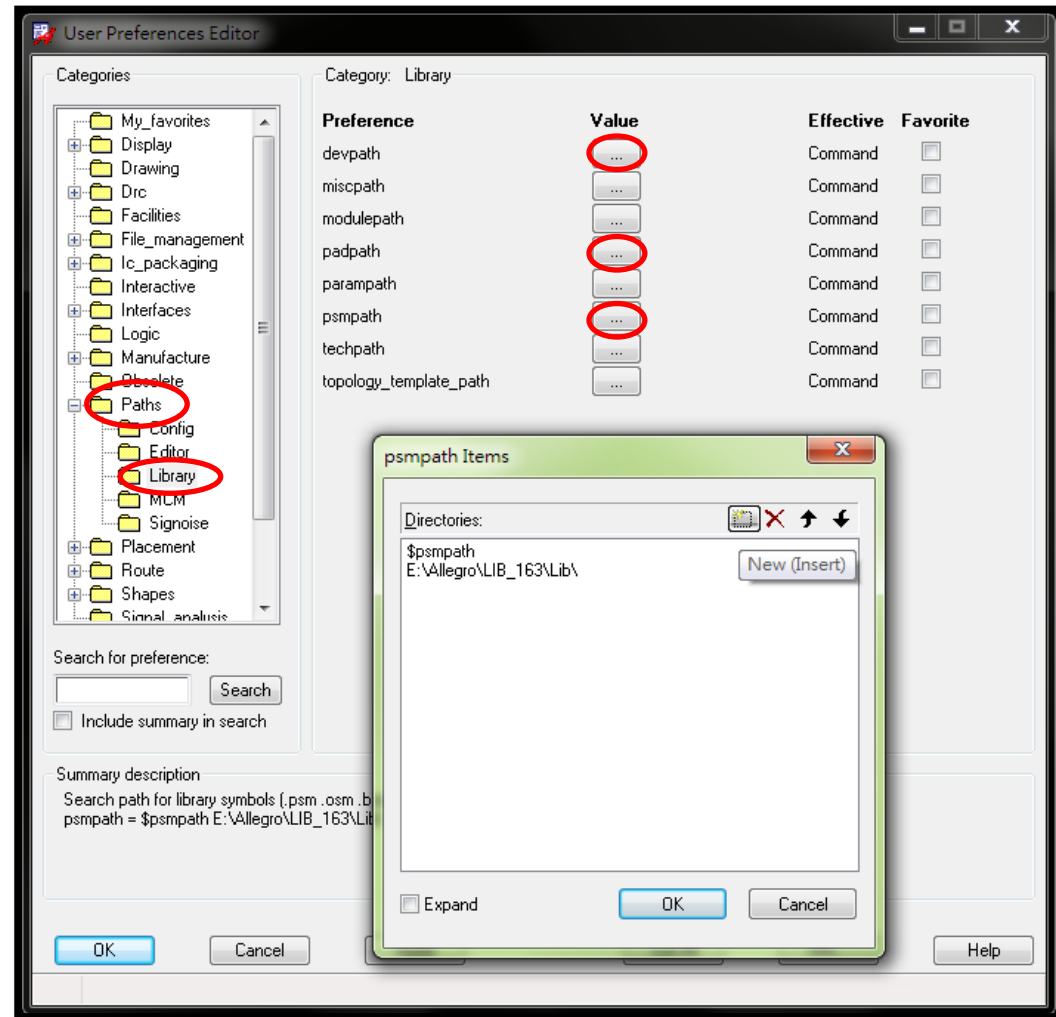 User Preferences Editor
Categories
Category: Library
My_favorites
Display
Drawing
Drc
Facilities
File_management
Ic_packaging
Interactive
Interfaces
Logic
Manufacture
Obsolete
Paths
Config
Editor
Library
MCM
Signoise
Placement
Route
Shapes
Signal_analysis
Preference Value Effective Favorite
devpath ... Command
miscpath ... Command
modulepath ... Command
padpath ... Command
parampath ... Command
psmpath ... Command
techpath ... Command
topology_template_path ... Command
Search for preference:
Search
Include summary in search
Summary description
Search path for library symbols (.psm .osm .b
psmpath = $psmpath E:\Allegro\LIB_163\Lib
OK Cancel Help
psmpath Items
x
Directories:
New (Insert)
$psmpath
E:\Allegro\LIB_163\Lib\
Expand OK Cancel